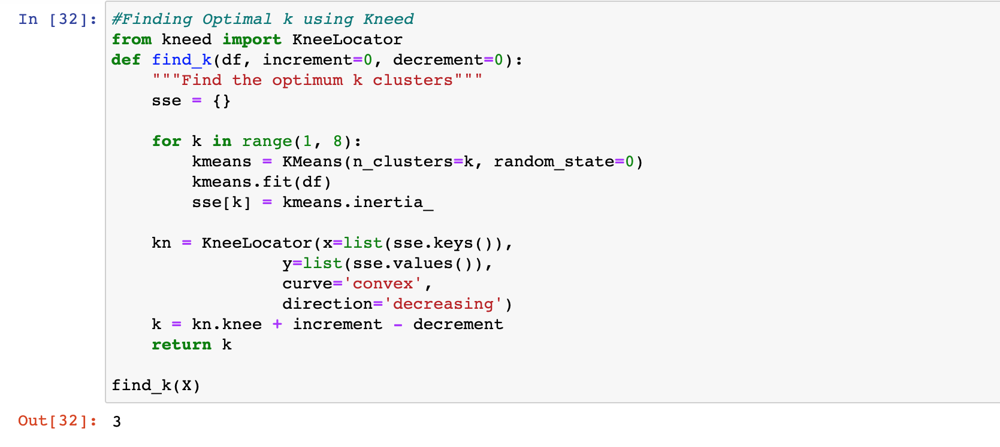 In [32]: #Finding Optimal k using Kneed
from kneed import KneeLocator
def find_k(df, increment=0, decrement=0):
    """Find the optimum k clusters"""
    sse = {}

    for k in range(1, 8):
        kmeans = KMeans(n_clusters=k, random_state=0)
        kmeans.fit(df)
        sse[k] = kmeans.inertia_

    kn = KneeLocator(x=list(sse.keys()),
                 y=list(sse.values()),
                 curve='convex',
                 direction='decreasing')
    k = kn.knee + increment - decrement
    return k

find_k(X)
Out[32]: 3